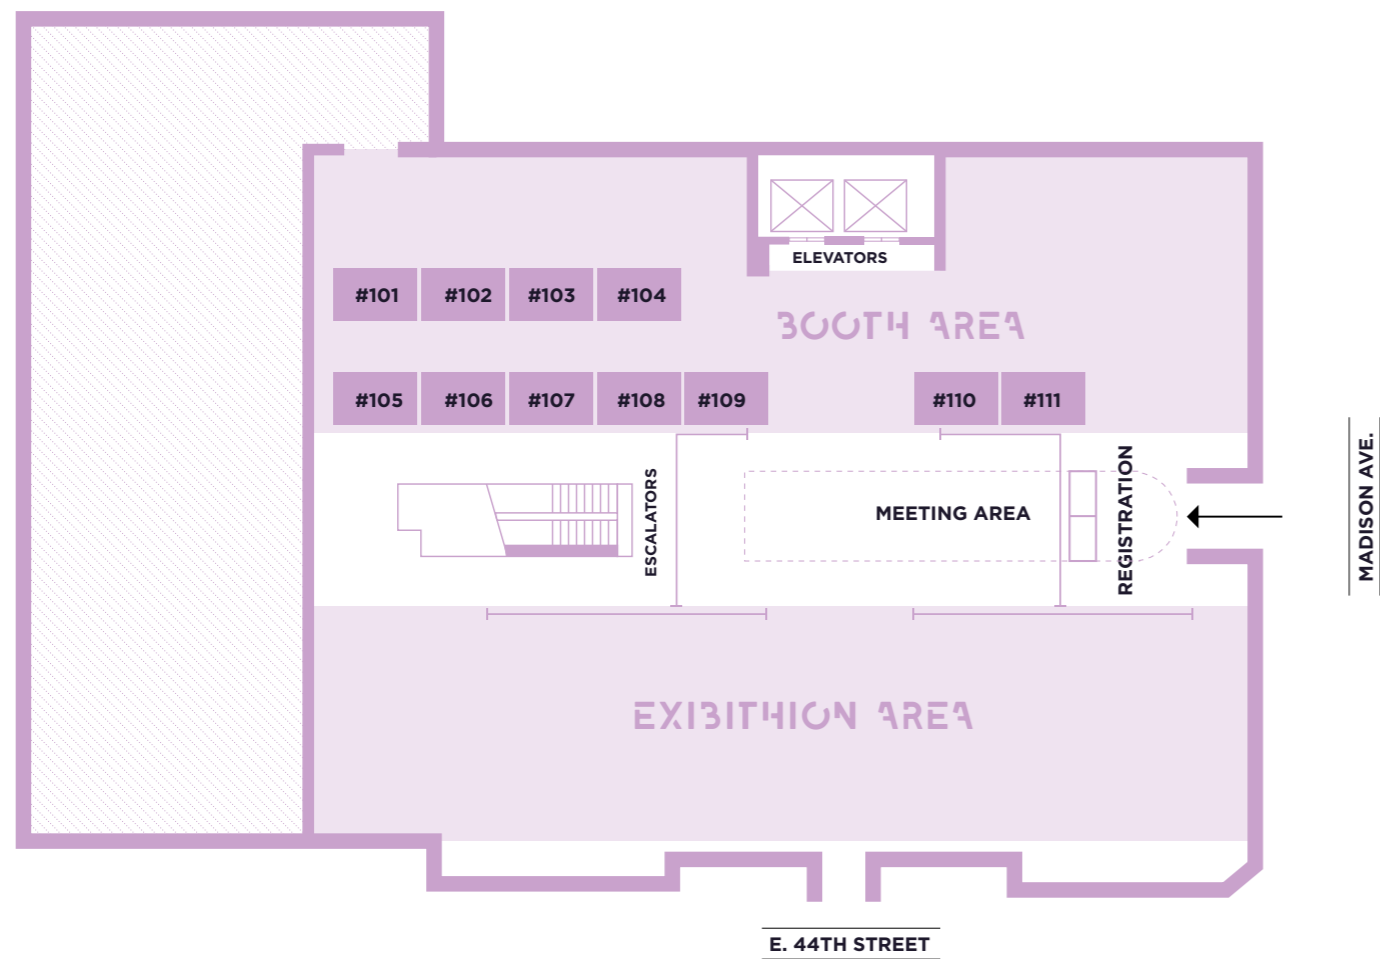 ELEVATORS
#101 #102 #103 #104
BOOTH AREA
#105 #106 #107 #108 #109 #110 #111
ESCALATORS
MEETING AREA
REGISTRATION
MADISON AVE.
EXIBITHION AREA
E. 44TH STREET